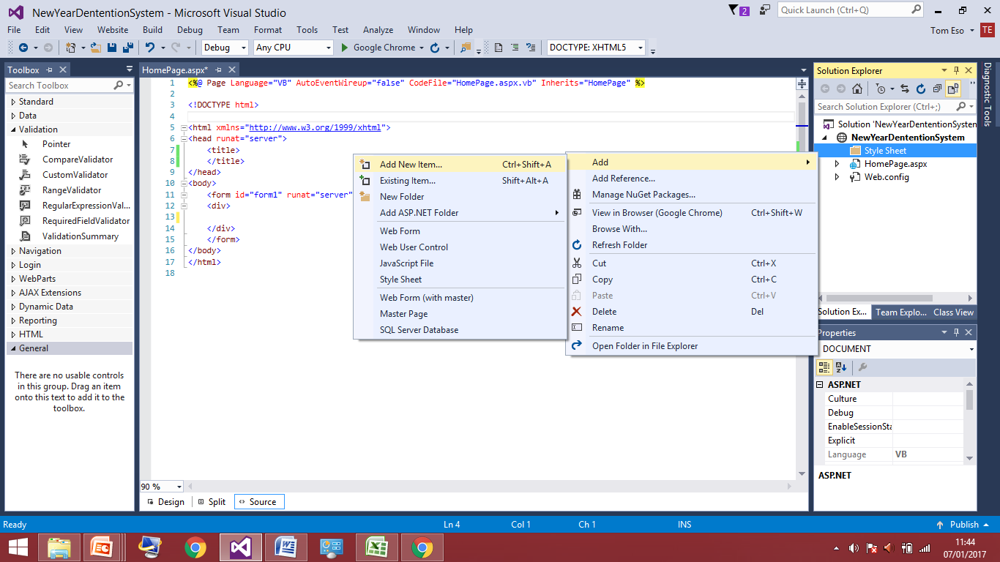 NewYearDententionSystem - Microsoft Visual Studio
2
Quick Launch (Ctrl+Q)
File Edit View Website Build Debug Team Format Tools Test Analyze Window Help
Tom Eso TE
Debug Any CPU Google Chrome DOCTYPE: XHTML5
Toolbox
Search Toolbox
Standard
Data
Validation
Pointer
CompareValidator
CustomValidator
RangeValidator
RegularExpressionVal...
RequiredFieldValidator
ValidationSummary
Navigation
Login
WebParts
AJAX Extensions
Dynamic Data
Reporting
HTML
General
There are no usable controls
in this group. Drag an item
onto this text to add it to the
toolbox.
HomePage.aspx*
1 <%@ Page Language="VB" AutoEventWireup="false" CodeFile="HomePage.aspx.vb" Inherits="HomePage" %>
2
3 <!DOCTYPE html>
4
5 <html xmlns="http://www.w3.org/1999/xhtml">
6 <head runat="server">
7 <title>
8 </title>
9 </head>
10 <body>
11 <form id="form1" runat="server"
12 <div>
13
14 </div>
15 </form>
16 </body>
17 </html>
18
Add New Item... Ctrl+Shift+A
Existing Item... Shift+Alt+A
New Folder
Add ASP.NET Folder
Web Form
Web User Control
JavaScript File
Style Sheet
Web Form (with master)
Master Page
SQL Server Database
Add
Add Reference...
Manage NuGet Packages...
View in Browser (Google Chrome) Ctrl+Shift+W
Browse With...
Refresh Folder
Cut Ctrl+X
Copy Ctrl+C
Paste Ctrl+V
Delete Del
Rename
Open Folder in File Explorer
Solution Explorer
Search Solution Explorer (Ctrl+;)
Solution 'NewYearDententionSystem
NewYearDententionSystem
Style Sheet
HomePage.aspx
Web.config
Solution Ex... Team Explo... Class View
Diagnostic Tools
Properties
DOCUMENT
ASP.NET
Culture
Debug
EnableSessionSta
Explicit
Language VB
ASP.NET
90 %
Design Split Source
Ready Ln 4 Col 1 Ch 1 INS Publish
11:44
07/01/2017